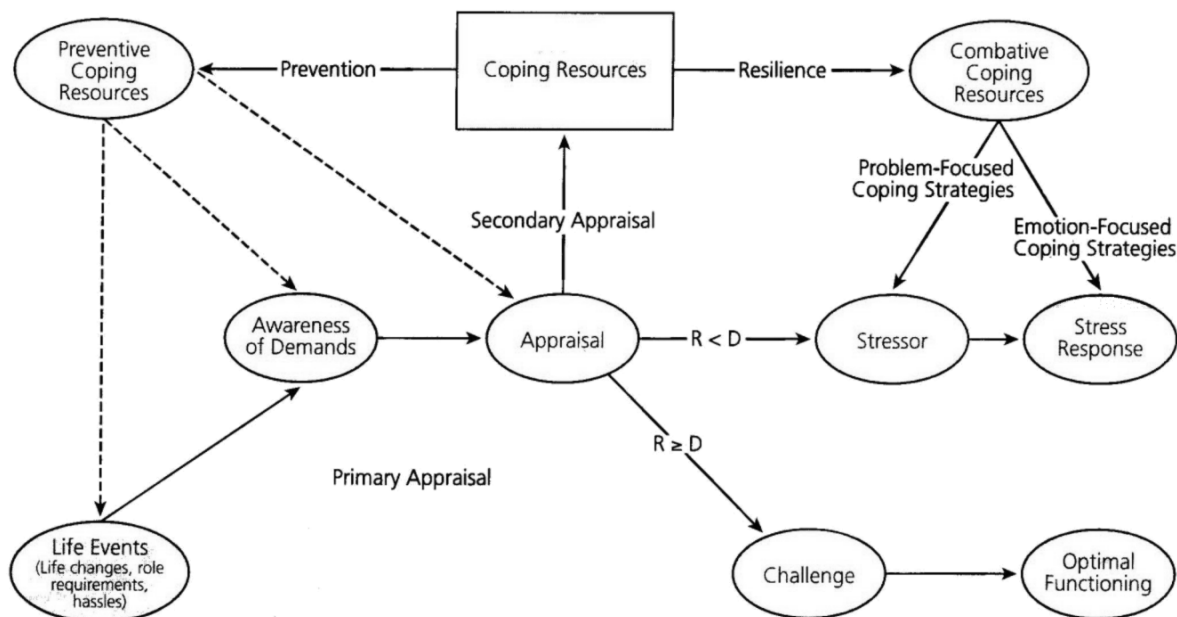 Preventive
Coping
Resources
Prevention
Coping Resources
Resilience
Combative
Coping
Resources
Problem-Focused
Coping Strategies
Secondary Appraisal
Emotion-Focused
Coping Strategies
Awareness
of Demands
Appraisal
R < D
Stressor
Stress
Response
R ≥ D
Primary Appraisal
Life Events
(Life changes, role
requirements,
hassles)
Challenge
Optimal
Functioning